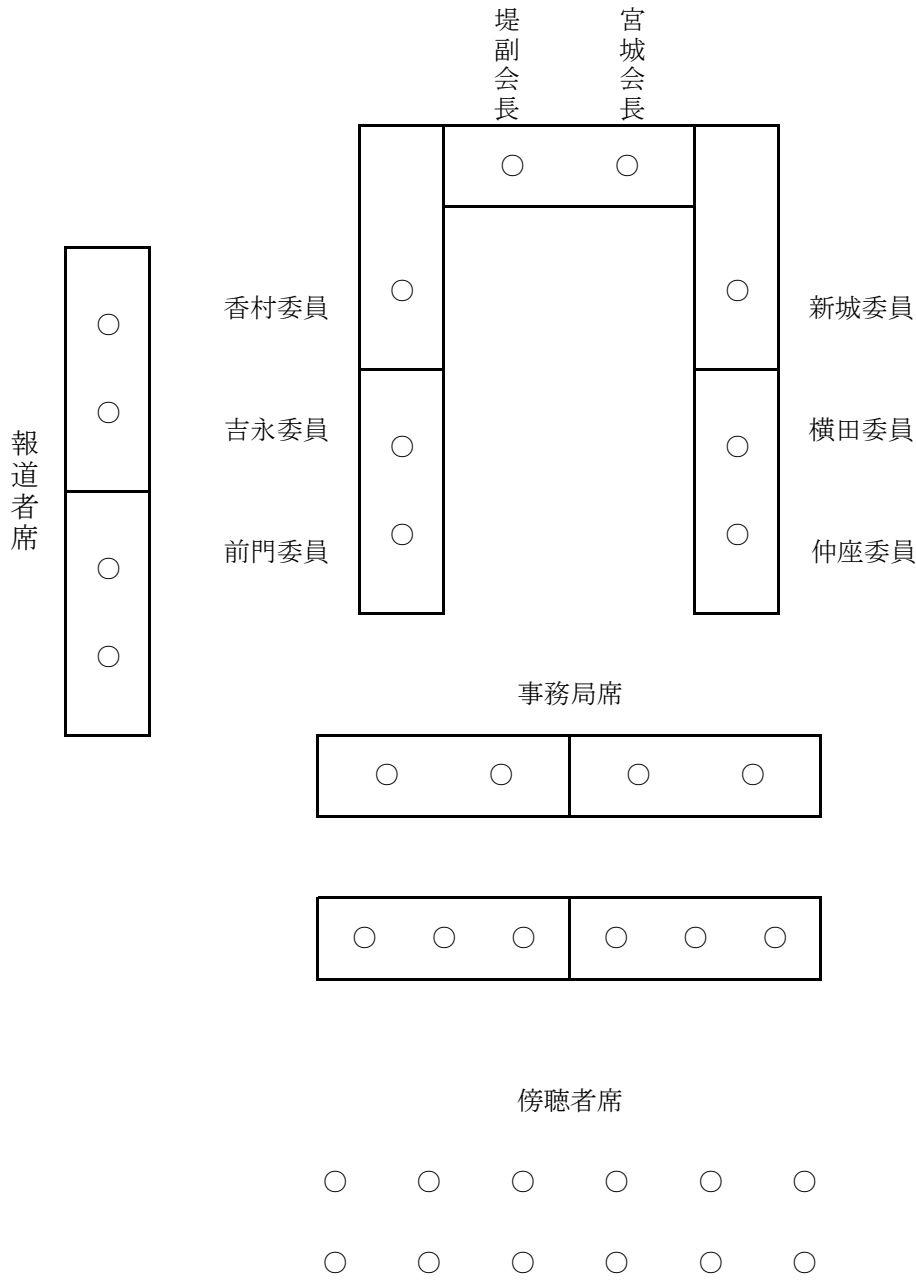 堤副会長
宮城会長
香村委員
新城委員
吉永委員
横田委員
前門委員
仲座委員
報道者席
事務局席
傍聴者席